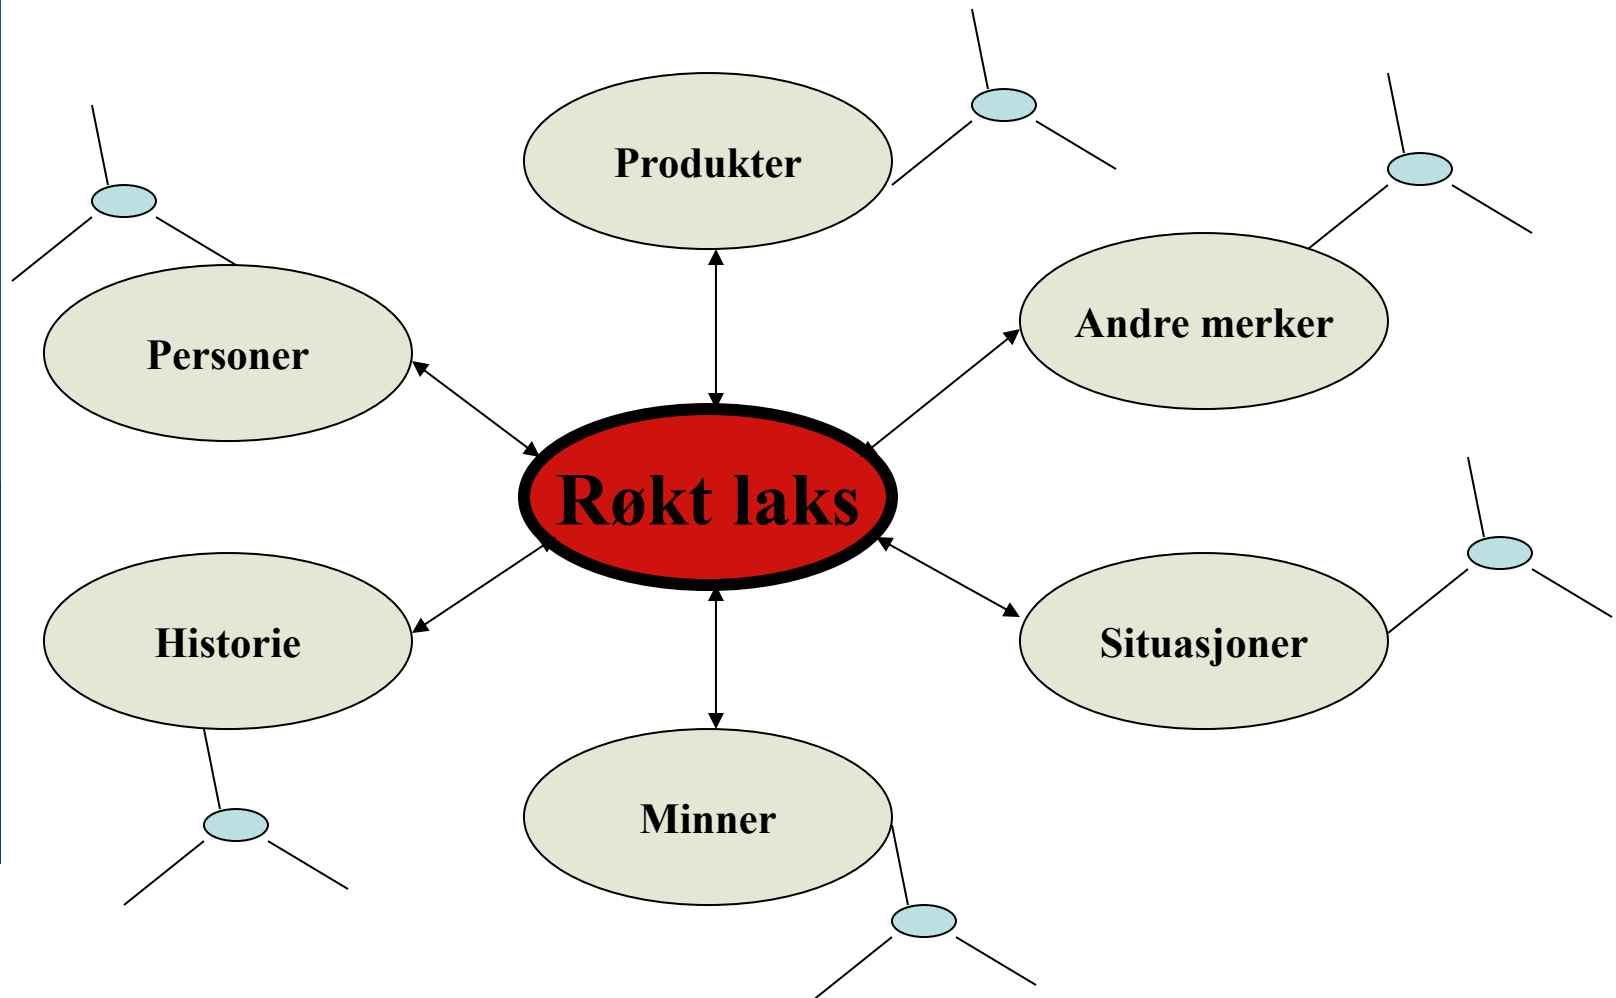 Produkter
Andre merker
Personer
Røkt laks
Historie
Situasjoner
Minner